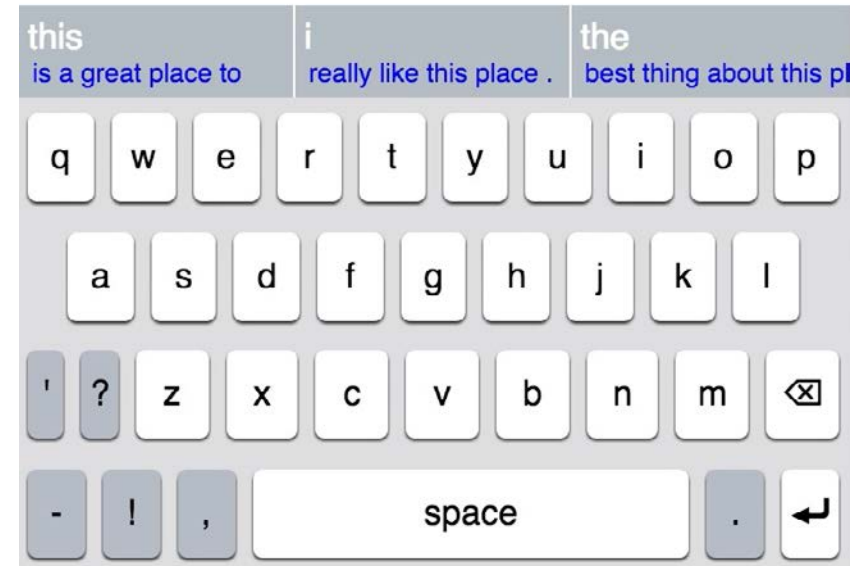 this i the
is a great place to really like this place . best thing about this pl
q w e r t y u i o p
a s d f g h j k l
' ? z x c v b n m
- ! , space .